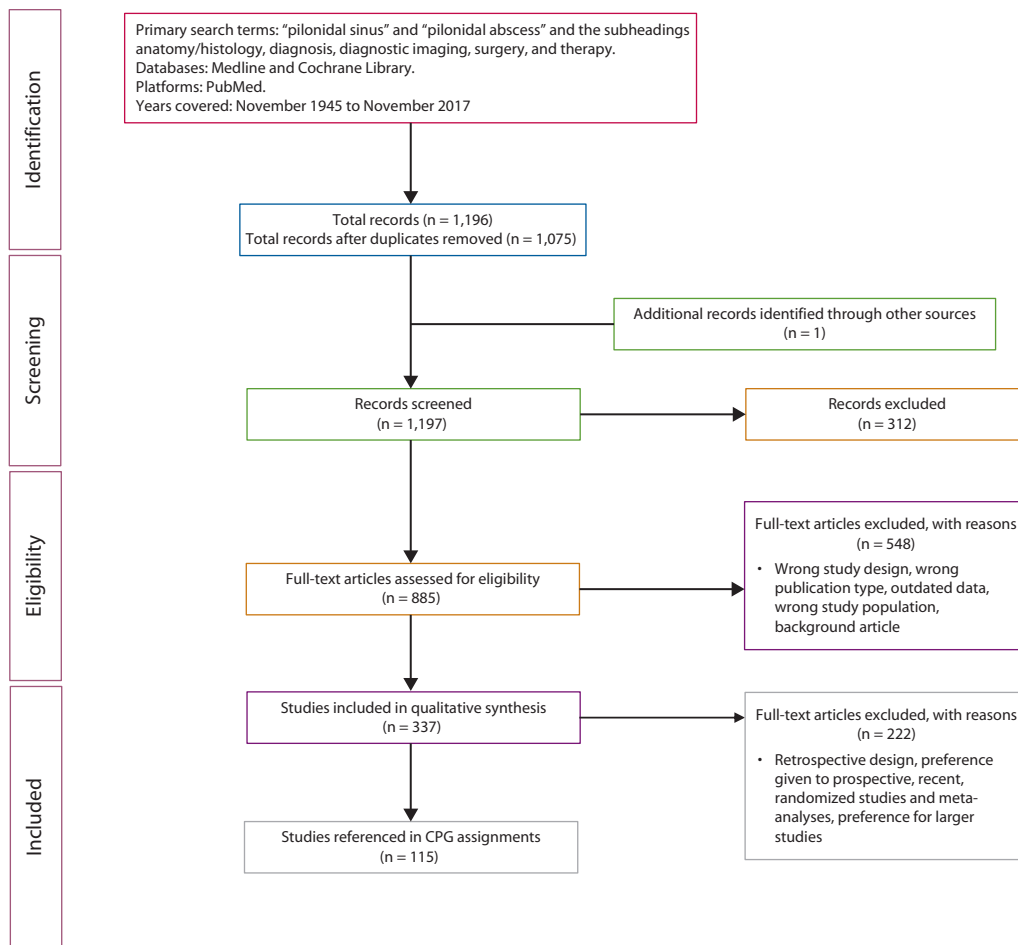 Identification
Primary search terms: “pilonidal sinus” and “pilonidal abscess” and the subheadings
anatomy/histology, diagnosis, diagnostic imaging, surgery, and therapy.
Databases: Medline and Cochrane Library.
Platforms: PubMed.
Years covered: November 1945 to November 2017
Total records (n = 1,196)
Total records after duplicates removed (n = 1,075)
Screening
Additional records identified through other sources
(n = 1)
Records screened
(n = 1,197)
Records excluded
(n = 312)
Eligibility
Full-text articles assessed for eligibility
(n = 885)
Full-text articles excluded, with reasons
(n = 548)
• Wrong study design, wrong
publication type, outdated data,
wrong study population,
background article
Included
Studies included in qualitative synthesis
(n = 337)
Full-text articles excluded, with reasons
(n = 222)
• Retrospective design, preference
given to prospective, recent,
randomized studies and meta-
analyses, preference for larger
studies
Studies referenced in CPG assignments
(n = 115)